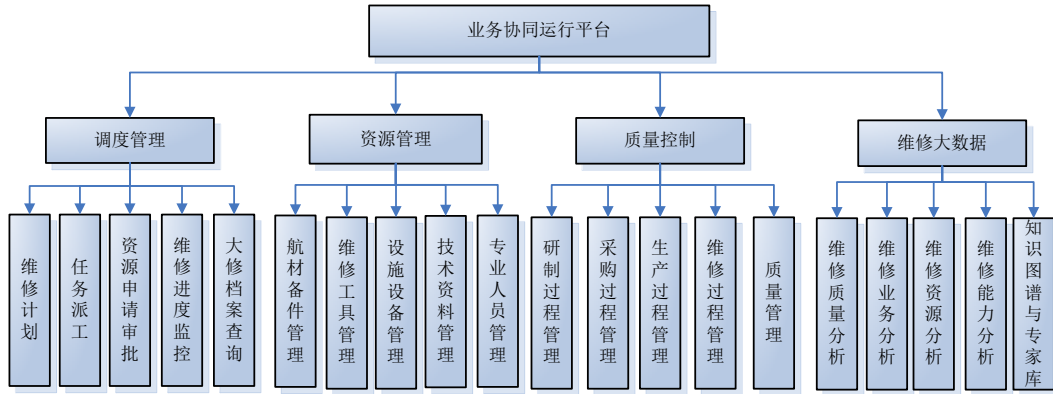 业务协同运行平台
调度管理
资源管理
质量控制
维修大数据
维修计划
任务派工
资源申请审批
维修进度监控
大修档案查询
航材备件管理
维修工具管理
设施设备管理
技术资料管理
专业人员管理
研制过程管理
采购过程管理
生产过程管理
维修过程管理
质量管理
维修质量分析
维修业务分析
维修资源分析
维修能力分析
知识图谱与专家库